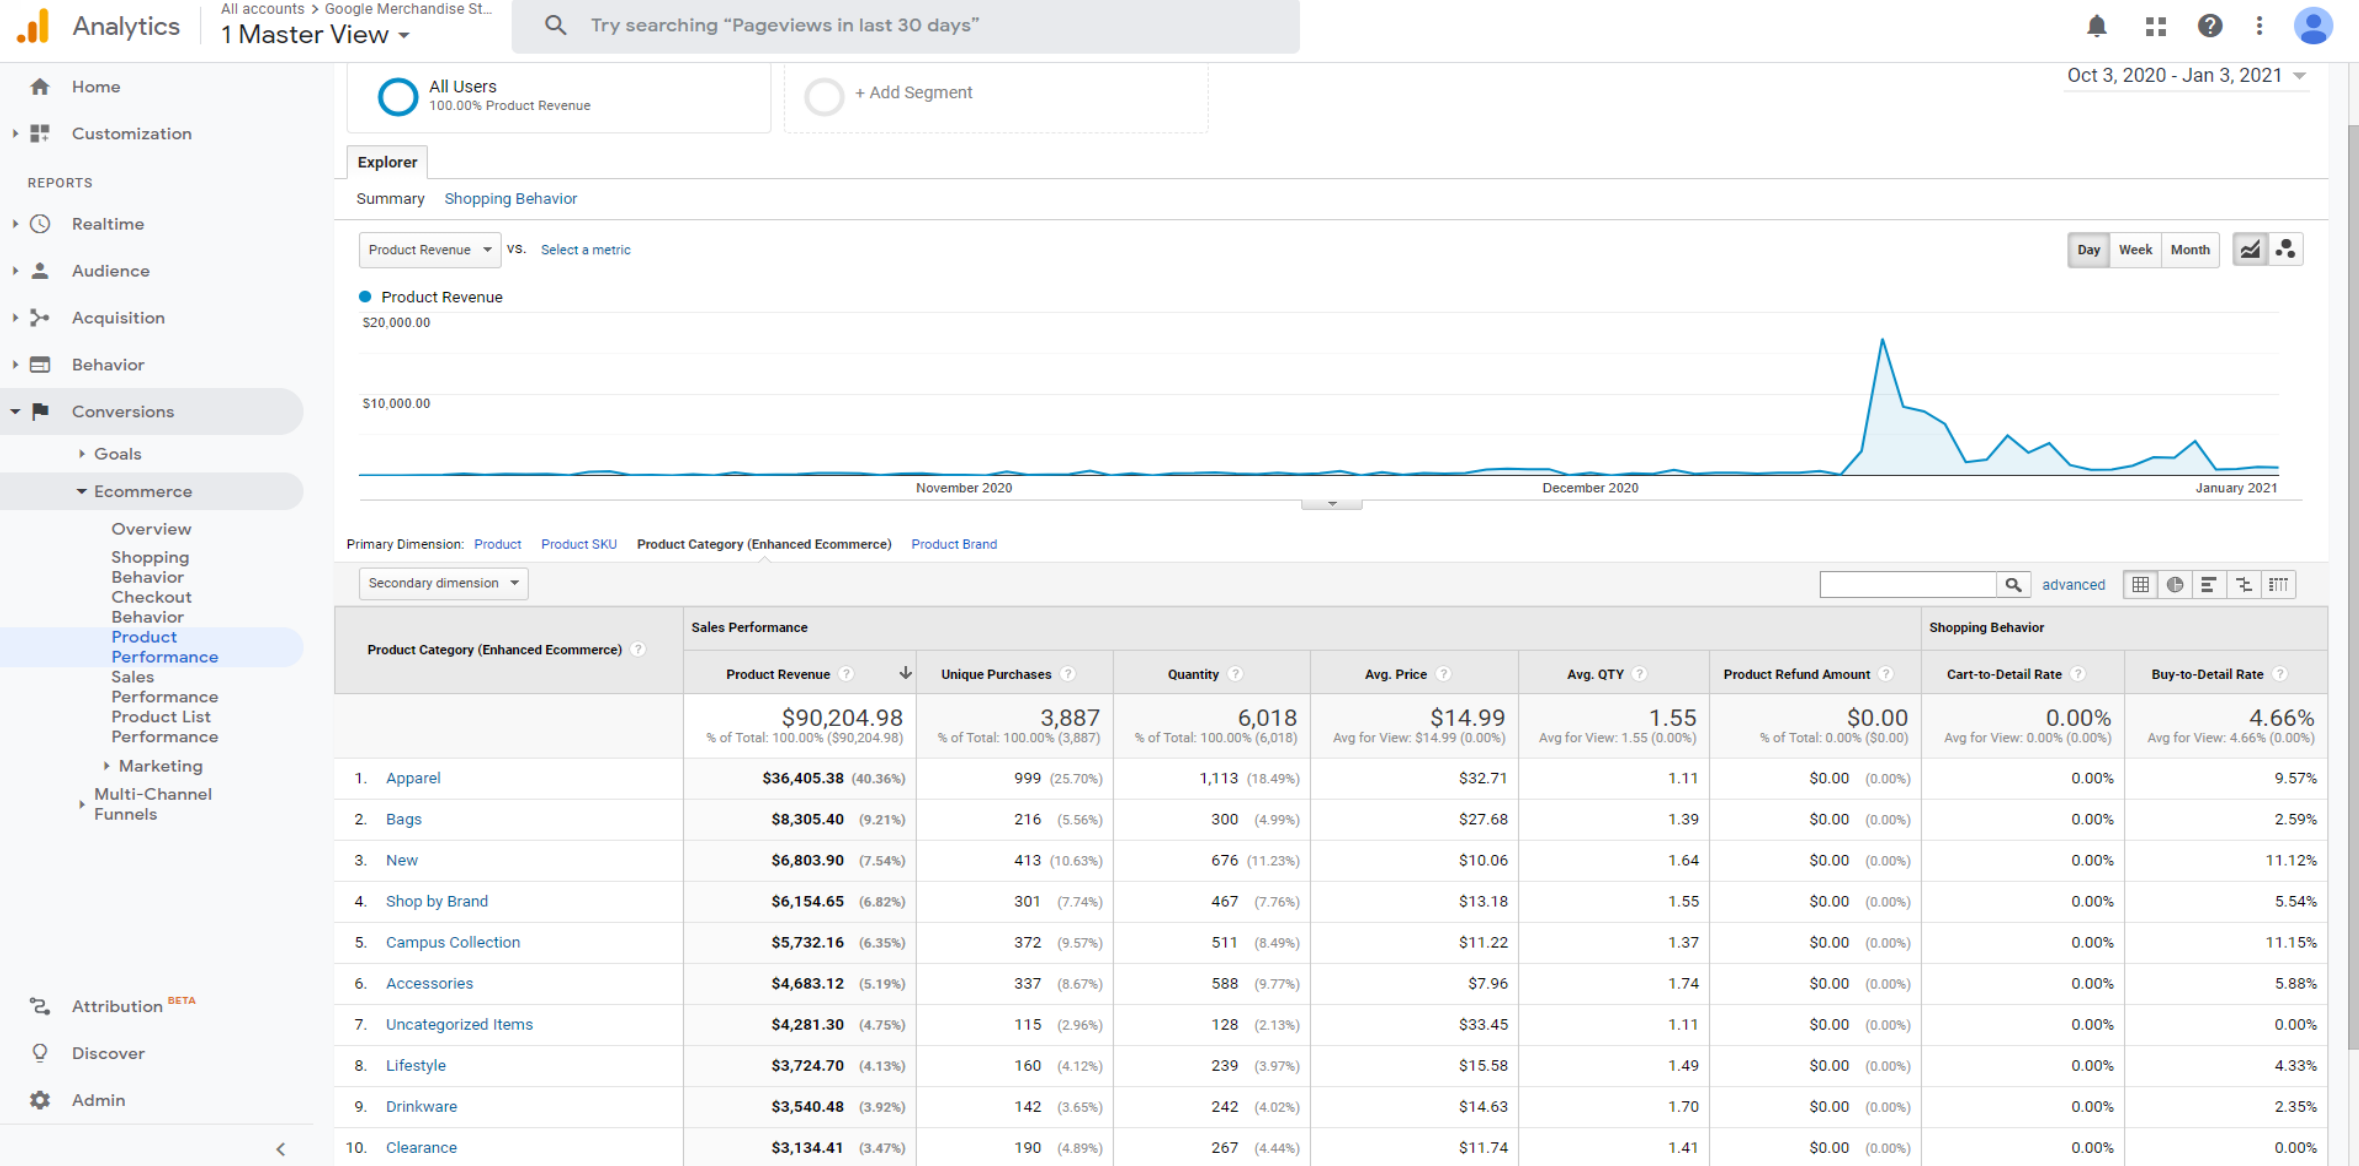 Analytics
All accounts > Google Merchandise St...
1 Master View
Try searching “Pageviews in last 30 days”
Home
Customization
REPORTS
Realtime
Audience
Acquisition
Behavior
Conversions
Goals
Ecommerce
Overview
Shopping
Behavior
Checkout
Behavior
Product
Performance
Sales
Performance
Product List
Performance
Marketing
Multi-Channel
Funnels
Attribution BETA
Discover
Admin
All Users
100.00% Product Revenue
+ Add Segment
Oct 3, 2020 - Jan 3, 2021
Explorer
Summary Shopping Behavior
Product Revenue VS. Select a metric
Day Week Month
Product Revenue
$20,000.00
$10,000.00
November 2020 December 2020 January 2021
Primary Dimension: Product Product SKU Product Category (Enhanced Ecommerce) Product Brand
Secondary dimension
advanced
Product Category (Enhanced Ecommerce) ?
Sales Performance Shopping Behavior
Product Revenue ? Unique Purchases ? Quantity ? Avg. Price ? Avg. QTY ? Product Refund Amount ? Cart-to-Detail Rate ? Buy-to-Detail Rate ?
$90,204.98 3,887 6,018 $14.99 1.55 $0.00 0.00% 4.66%
% of Total: 100.00% ($90,204.98) % of Total: 100.00% (3,887) % of Total: 100.00% (6,018) Avg for View: $14.99 (0.00%) Avg for View: 1.55 (0.00%) % of Total: 0.00% ($0.00) Avg for View: 0.00% (0.00%) Avg for View: 4.66% (0.00%)
1. Apparel $36,405.38 (40.36%) 999 (25.70%) 1,113 (18.49%) $32.71 1.11 $0.00 (0.00%) 0.00% 9.57%
2. Bags $8,305.40 (9.21%) 216 (5.56%) 300 (4.99%) $27.68 1.39 $0.00 (0.00%) 0.00% 2.59%
3. New $6,803.90 (7.54%) 413 (10.63%) 676 (11.23%) $10.06 1.64 $0.00 (0.00%) 0.00% 11.12%
4. Shop by Brand $6,154.65 (6.82%) 301 (7.74%) 467 (7.76%) $13.18 1.55 $0.00 (0.00%) 0.00% 5.54%
5. Campus Collection $5,732.16 (6.35%) 372 (9.57%) 511 (8.49%) $11.22 1.37 $0.00 (0.00%) 0.00% 11.15%
6. Accessories $4,683.12 (5.19%) 337 (8.67%) 588 (9.77%) $7.96 1.74 $0.00 (0.00%) 0.00% 5.88%
7. Uncategorized Items $4,281.30 (4.75%) 115 (2.96%) 128 (2.13%) $33.45 1.11 $0.00 (0.00%) 0.00% 0.00%
8. Lifestyle $3,724.70 (4.13%) 160 (4.12%) 239 (3.97%) $15.58 1.49 $0.00 (0.00%) 0.00% 4.33%
9. Drinkware $3,540.48 (3.92%) 142 (3.65%) 242 (4.02%) $14.63 1.70 $0.00 (0.00%) 0.00% 2.35%
10. Clearance $3,134.41 (3.47%) 190 (4.89%) 267 (4.44%) $11.74 1.41 $0.00 (0.00%) 0.00% 0.00%